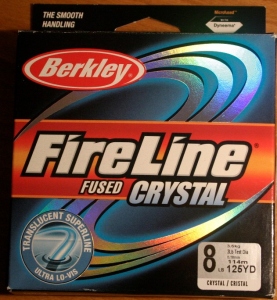 THE SMOOTH
HANDLING
Berkley
FireLine
FUSED CRYSTAL
TRANSLUCENT SUPERLINE
ULTRA LO-VIS
8 LB 125YD
114m
CRYSTAL / CRISTAL